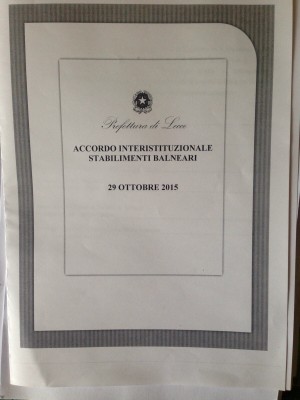 Prefettura di Lecce
ACCORDO INTERISTITUZIONALE
STABILIMENTI BALNEARI
29 OTTOBRE 2015